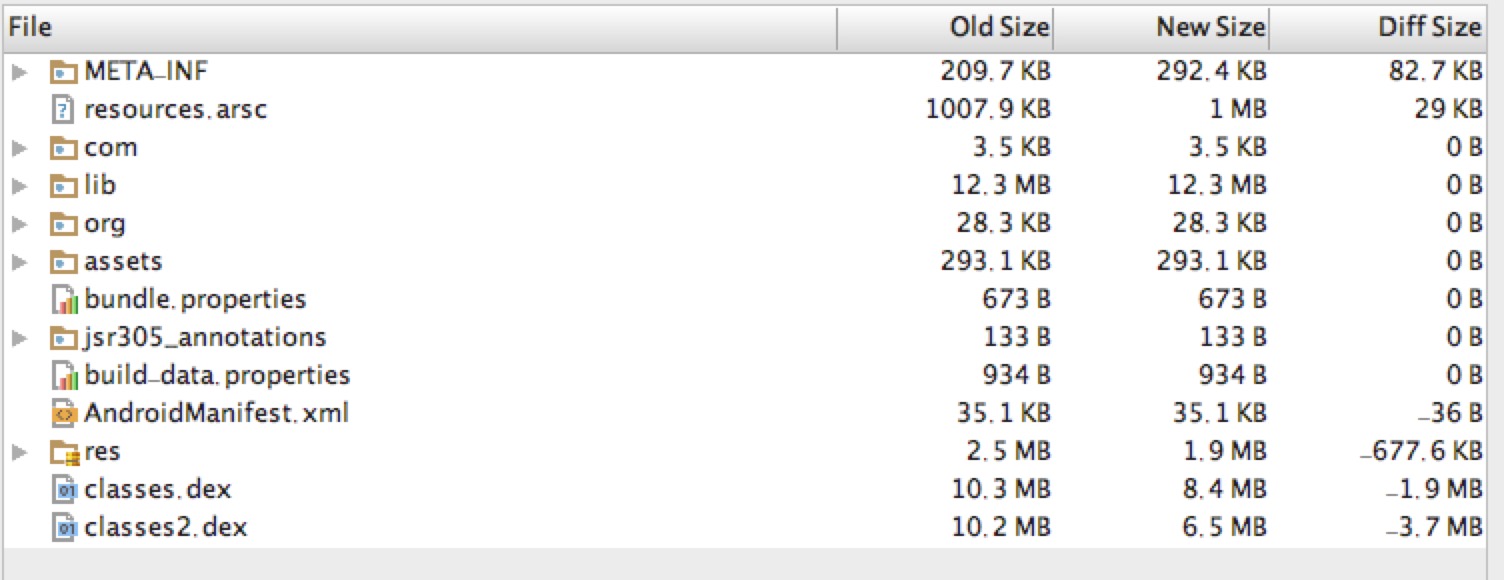 File Old Size New Size Diff Size
META-INF 209.7 KB 292.4 KB 82.7 KB
resources.arsc 1007.9 KB 1 MB 29 KB
com 3.5 KB 3.5 KB 0 B
lib 12.3 MB 12.3 MB 0 B
org 28.3 KB 28.3 KB 0 B
assets 293.1 KB 293.1 KB 0 B
bundle.properties 673 B 673 B 0 B
jsr305_annotations 133 B 133 B 0 B
build-data.properties 934 B 934 B 0 B
AndroidManifest.xml 35.1 KB 35.1 KB -36 B
res 2.5 MB 1.9 MB -677.6 KB
classes.dex 10.3 MB 8.4 MB -1.9 MB
classes2.dex 10.2 MB 6.5 MB -3.7 MB